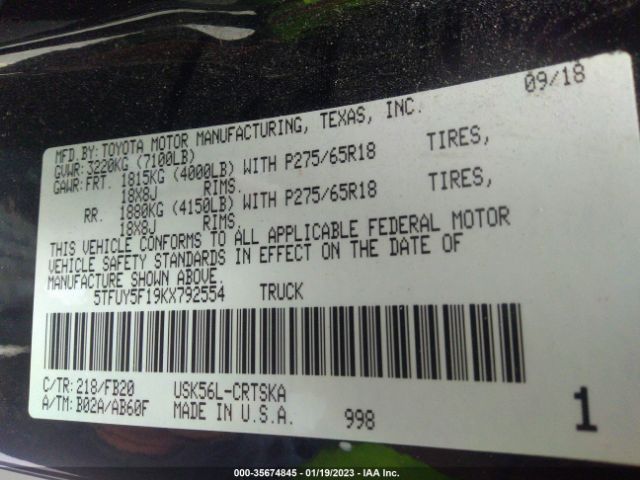 09/18
MFD.BY:TOYOTA MOTOR MANUFACTURING, TEXAS, INC.
GVWR:3220KG (7100LB)
GAWR:FRT. 1815KG (4000LB) WITH P275/65R18 TIRES,
18X8J RIMS.
RR. 1880KG (4150LB) WITH P275/65R18 TIRES,
18X8J RIMS.
THIS VEHICLE CONFORMS TO ALL APPLICABLE FEDERAL MOTOR
VEHICLE SAFETY STANDARDS IN EFFECT ON THE DATE OF
MANUFACTURE SHOWN ABOVE.
5TFUY5F19KX792554 TRUCK
C/TR:218/FB20 USK56L-CRTSKA
A/TM:B02A/AB60F MADE IN U.S.A. 998 1
000-35674845 - 01/19/2023 - IAA Inc.